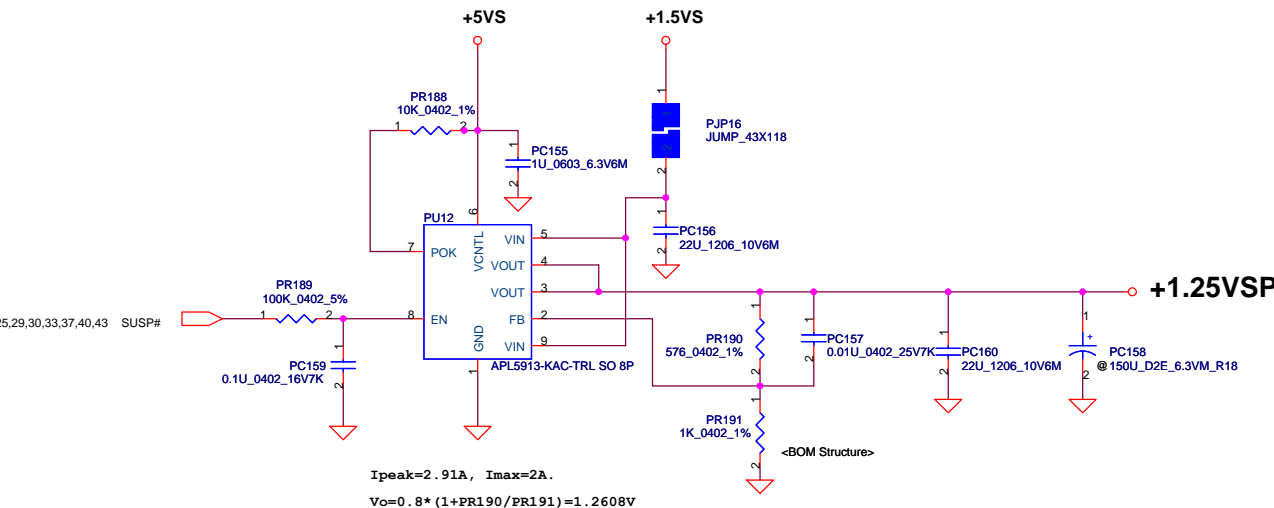 +5VS
+1.5VS
PR188
10K_0402_1%
1
2
PC155
1U_0603_6.3V6M
1
2
1
1
PJP16
JUMP_43X118
2
2
PC156
22U_1206_10V6M
1
2
PU12
6
7
POK
VCNTL
VIN
5
VOUT
4
VOUT
3
FB
2
VIN
9
8
EN
GND
1
APL5913-KAC-TRL SO 8P
PR189
100K_0402_5%
1
2
25,29,30,33,37,40,43 SUSP#
PC159
0.1U_0402_16V7K
1
2
+1.25VSP
PR190
576_0402_1%
1
2
PC157
0.01U_0402_25V7K
1
2
PC160
22U_1206_10V6M
1
2
PC158
@150U_D2E_6.3VM_R18
1
+
2
PR191
1K_0402_1%
1
2
<BOM Structure>
Ipeak=2.91A, Imax=2A.
Vo=0.8*(1+PR190/PR191)=1.2608V